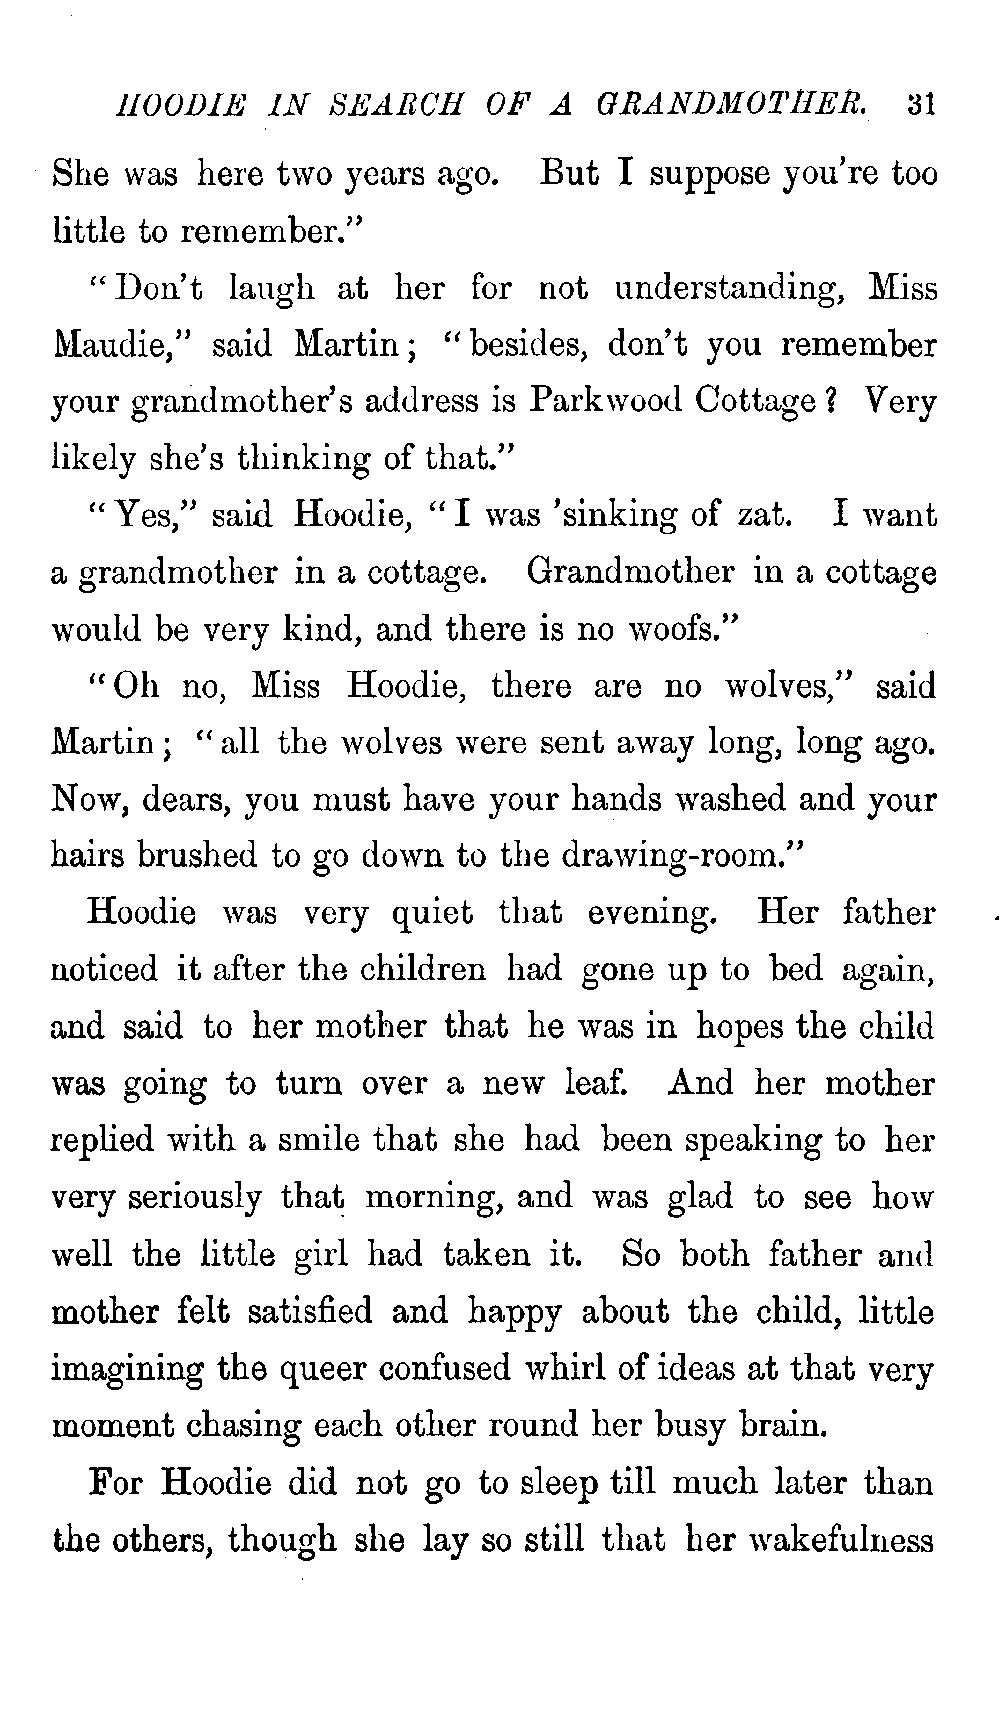 HOODIE IN SEARCH OF A GRANDMOTHER. 31
She was here two years ago. But I suppose you're too
little to remember."
"Don't laugh at her for not understanding, Miss
Maudie," said Martin; "besides, don't you remember
your grandmother's address is Parkwood Cottage? Very
likely she's thinking of that."
"Yes," said Hoodie, "I was 'sinking of zat. I want
a grandmother in a cottage. Grandmother in a cottage
would be very kind, and there is no woofs."
"Oh no, Miss Hoodie, there are no wolves," said
Martin; "all the wolves were sent away long, long ago.
Now, dears, you must have your hands washed and your
hairs brushed to go down to the drawing-room."
Hoodie was very quiet that evening. Her father
noticed it after the children had gone up to bed again,
and said to her mother that he was in hopes the child
was going to turn over a new leaf. And her mother
replied with a smile that she had been speaking to her
very seriously that morning, and was glad to see how
well the little girl had taken it. So both father and
mother felt satisfied and happy about the child, little
imagining the queer confused whirl of ideas at that very
moment chasing each other round her busy brain.
For Hoodie did not go to sleep till much later than
the others, though she lay so still that her wakefulness